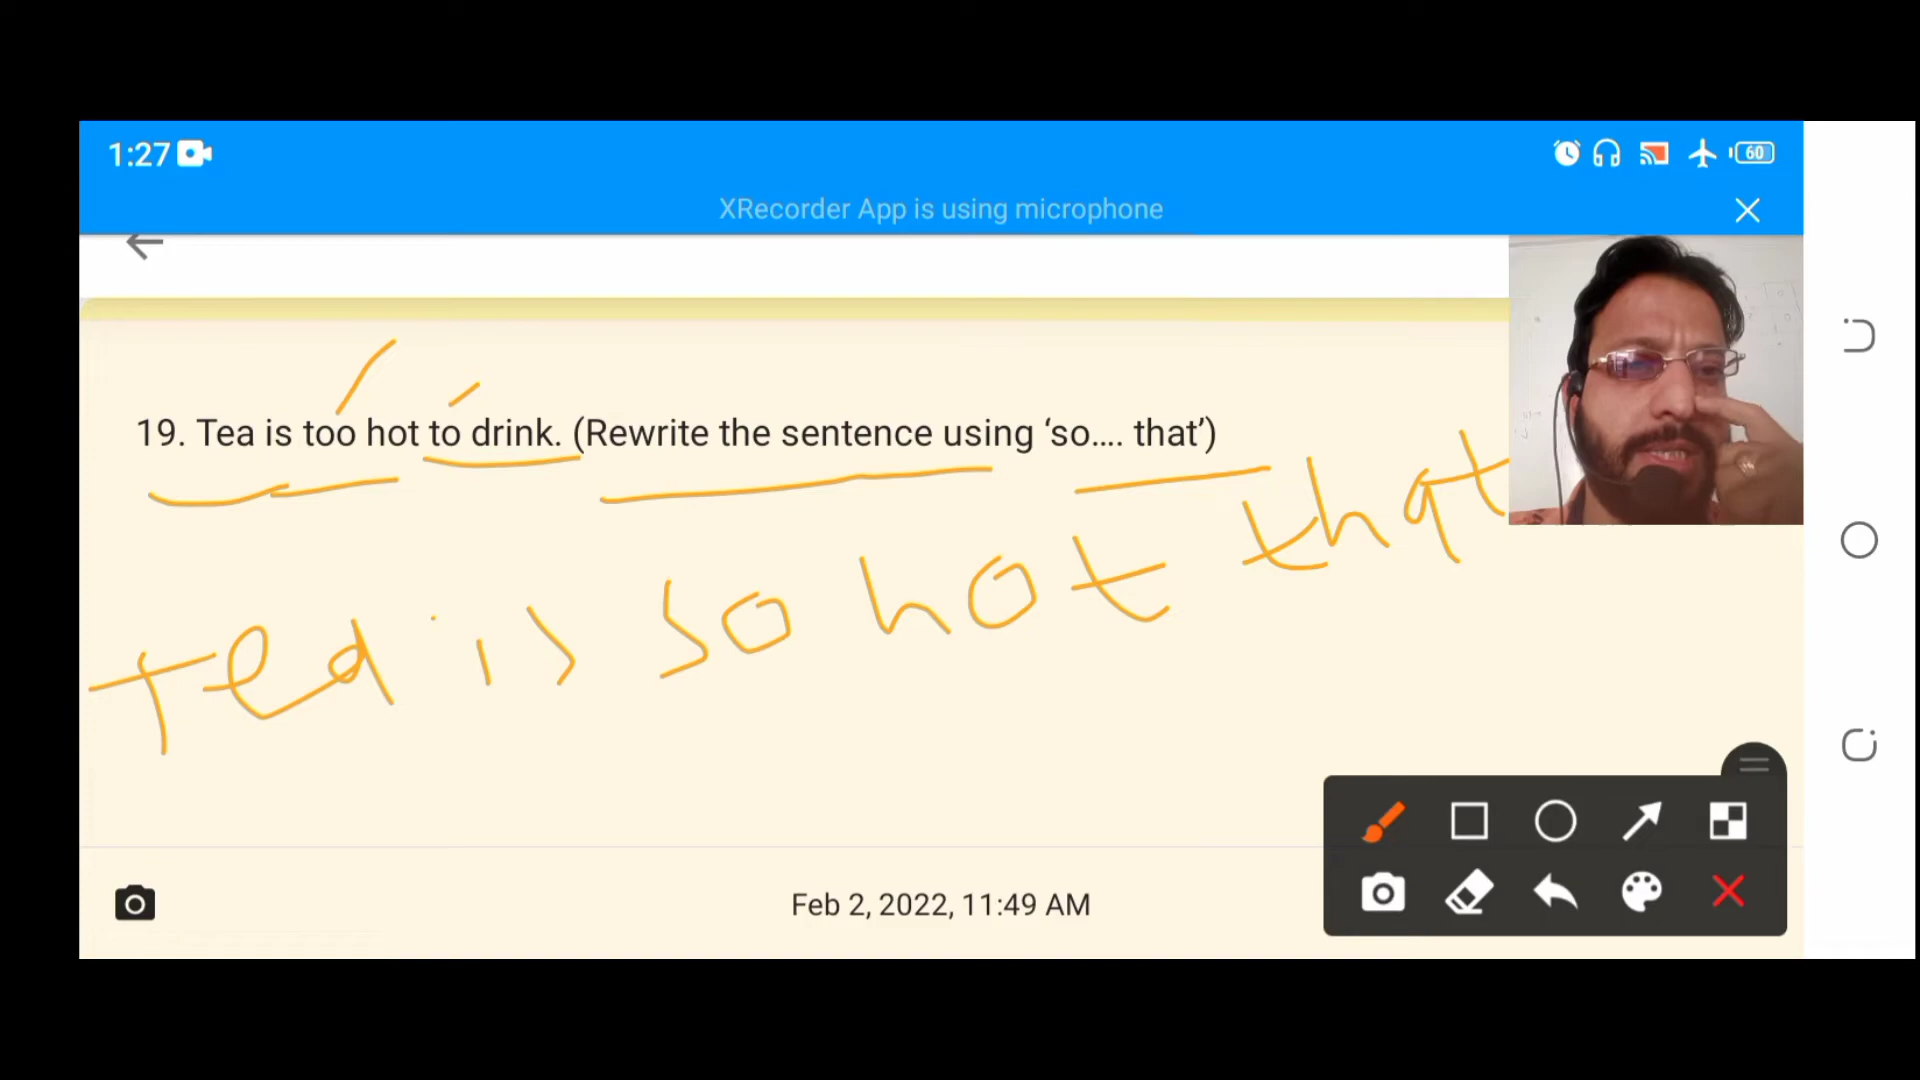 1:27 60
XRecorder App is using microphone
19. Tea is too hot to drink. (Rewrite the sentence using ‘so.... that’)
Tea is so hot that
Feb 2, 2022, 11:49 AM